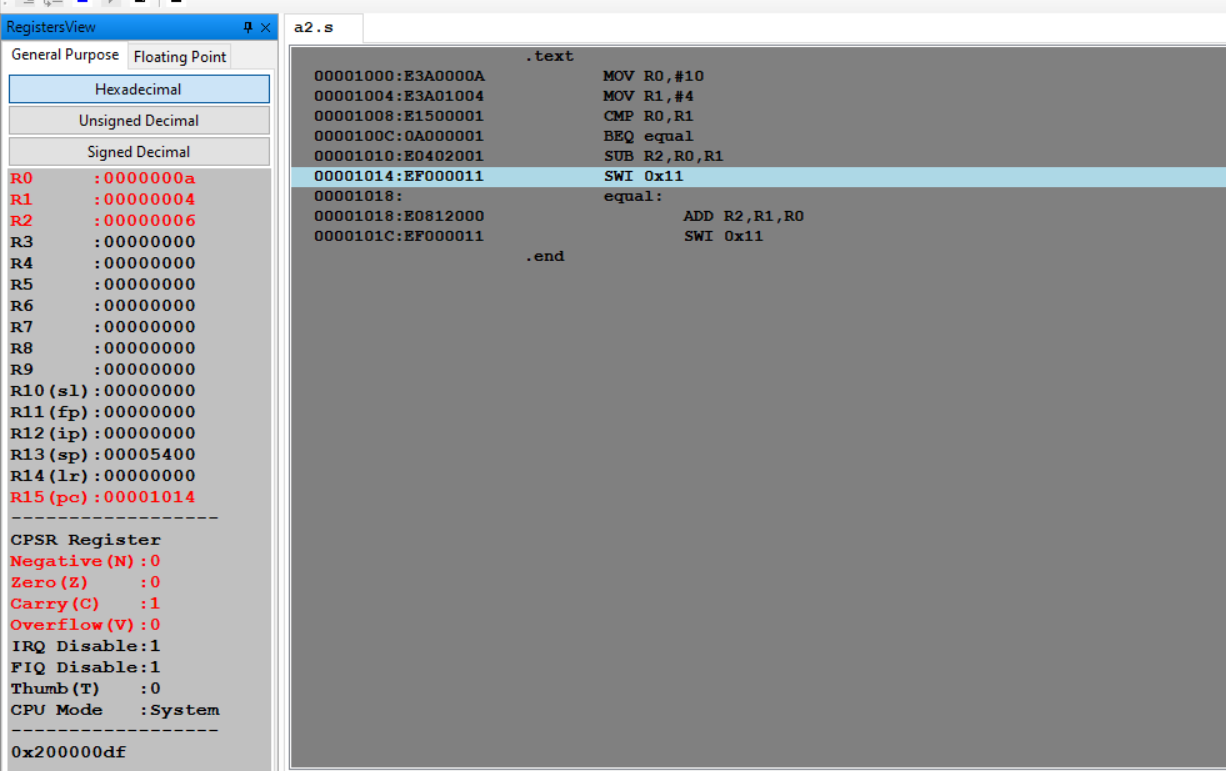 RegistersView
General Purpose Floating Point
Hexadecimal
Unsigned Decimal
Signed Decimal
R0 :0000000a
R1 :00000004
R2 :00000006
R3 :00000000
R4 :00000000
R5 :00000000
R6 :00000000
R7 :00000000
R8 :00000000
R9 :00000000
R10(sl):00000000
R11(fp):00000000
R12(ip):00000000
R13(sp):00005400
R14(lr):00000000
R15(pc):00001014
------------------
CPSR Register
Negative(N):0
Zero(Z) :0
Carry(C) :1
Overflow(V):0
IRQ Disable:1
FIQ Disable:1
Thumb(T) :0
CPU Mode :System
------------------
0x200000df
a2.s
.text
00001000:E3A0000A MOV R0,#10
00001004:E3A01004 MOV R1,#4
00001008:E1500001 CMP R0,R1
0000100C:0A000001 BEQ equal
00001010:E0402001 SUB R2,R0,R1
00001014:EF000011 SWI 0x11
00001018: equal:
00001018:E0812000 ADD R2,R1,R0
0000101C:EF000011 SWI 0x11
.end